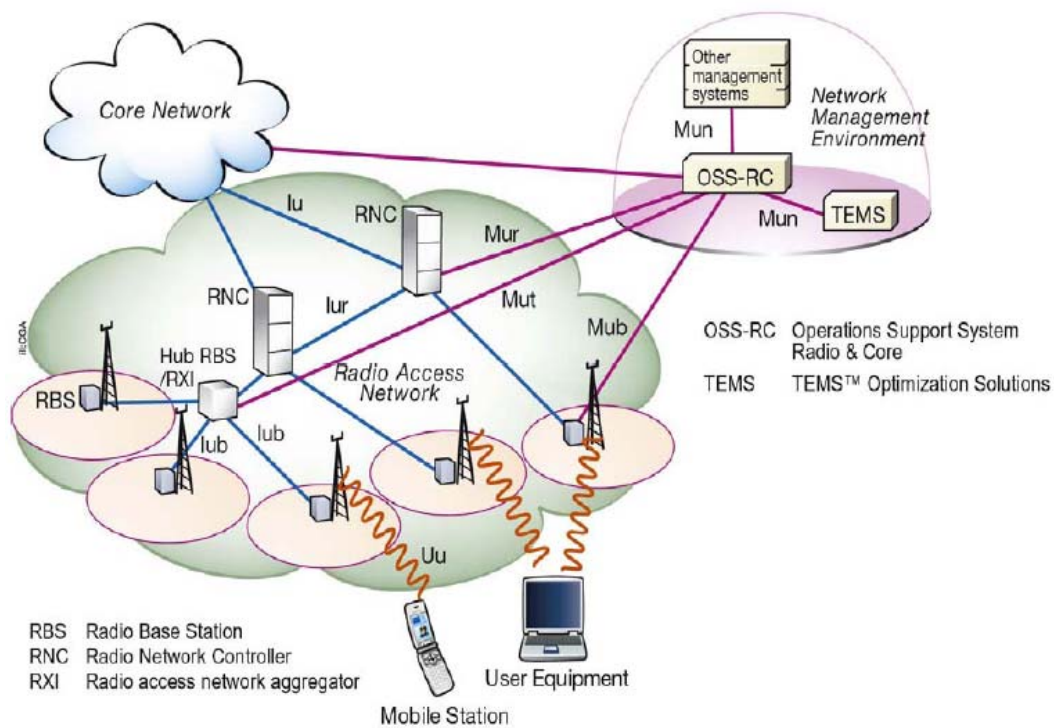 Other
management
systems
Core Network
Network
Management
Environment
Mun
OSS-RC
Iu
RNC
Mun
TEMS
Mur
RNC
Iur
Mut
Mub
OSS-RC Operations Support System
Radio & Core
Hub RBS
/RXI
Radio Access
Network
TEMS TEMS™ Optimization Solutions
RBS
Iub
Iub
Uu
RBS Radio Base Station
RNC Radio Network Controller
RXI Radio access network aggregator
User Equipment
Mobile Station